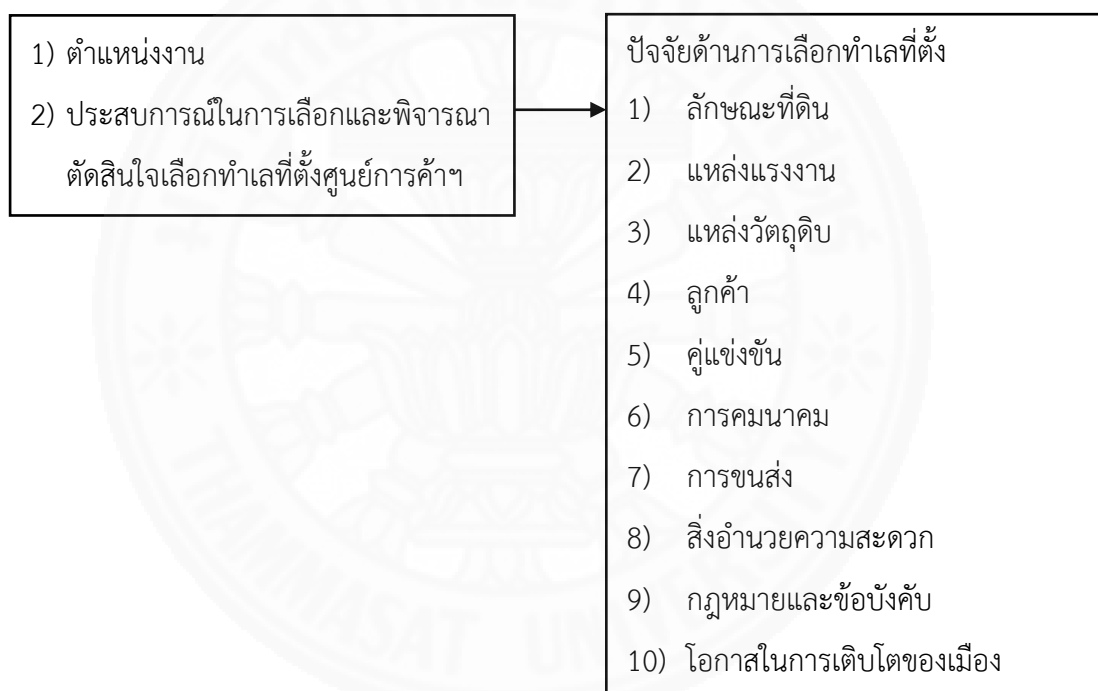 1) ตำแหน่งงาน
2) ประสบการณ์ในการเลือกและพิจารณา
ตัดสินใจเลือกทำเลที่ตั้งศูนย์การค้าฯ
ปัจจัยด้านการเลือกทำเลที่ตั้ง
1) ลักษณะที่ดิน
2) แหล่งแรงงาน
3) แหล่งวัตถุดิบ
4) ลูกค้า
5) คู่แข่งขัน
6) การคมนาคม
7) การขนส่ง
8) สิ่งอำนวยความสะดวก
9) กฎหมายและข้อบังคับ
10) โอกาสในการเติบโตของเมือง
THAMMASAT UNIVERSITY